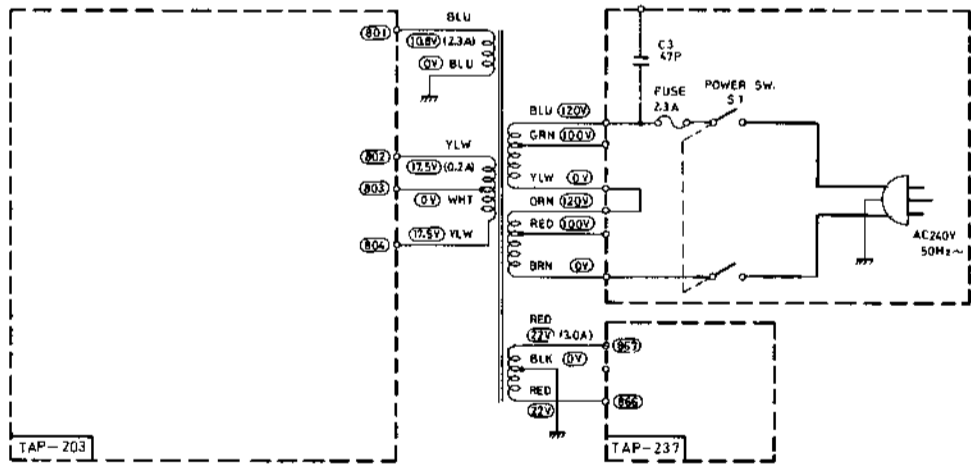 BLU
801
10.8V (2.3A)
0V BLU
YLW
802
17.5V (0.2A)
803
0V WHT
804
17.5V YLW
TAP-203
BLU 120V
GRN 100V
YLW 0V
ORN 120V
RED 100V
BRN 0V
RED
22V (3.0A)
BLK 0V
RED
22V
C3
47P
FUSE
2.3A
POWER SW.
S1
AC240V
50Hz~
867
866
TAP-237